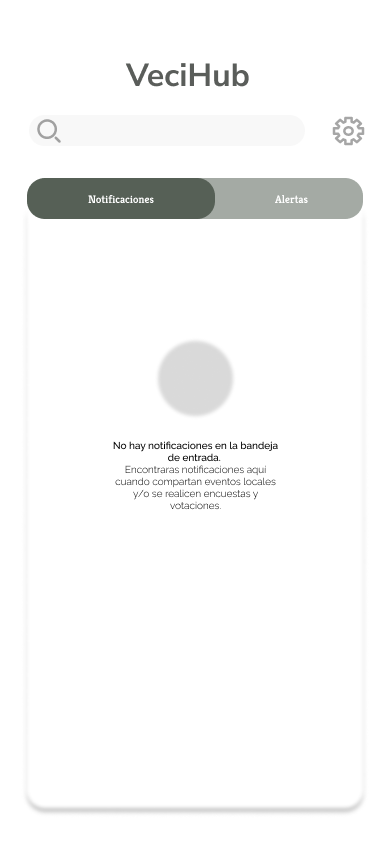 VeciHub
Notificaciones
Alertas
No hay notificaciones en la bandeja
de entrada.
Encontraras notificaciones aquí
cuando compartan eventos locales
y/o se realicen encuestas y
votaciones.